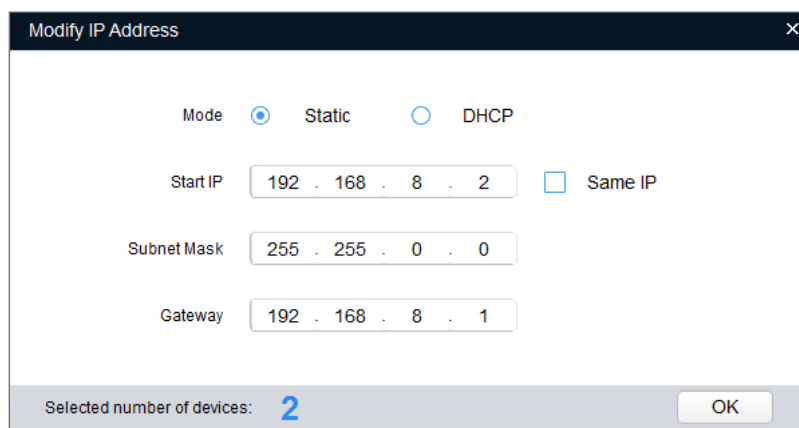 Modify IP Address ×
Mode Static DHCP
Start IP 192 . 168 . 8 . 2 Same IP
Subnet Mask 255 . 255 . 0 . 0
Gateway 192 . 168 . 8 . 1
Selected number of devices: 2 OK